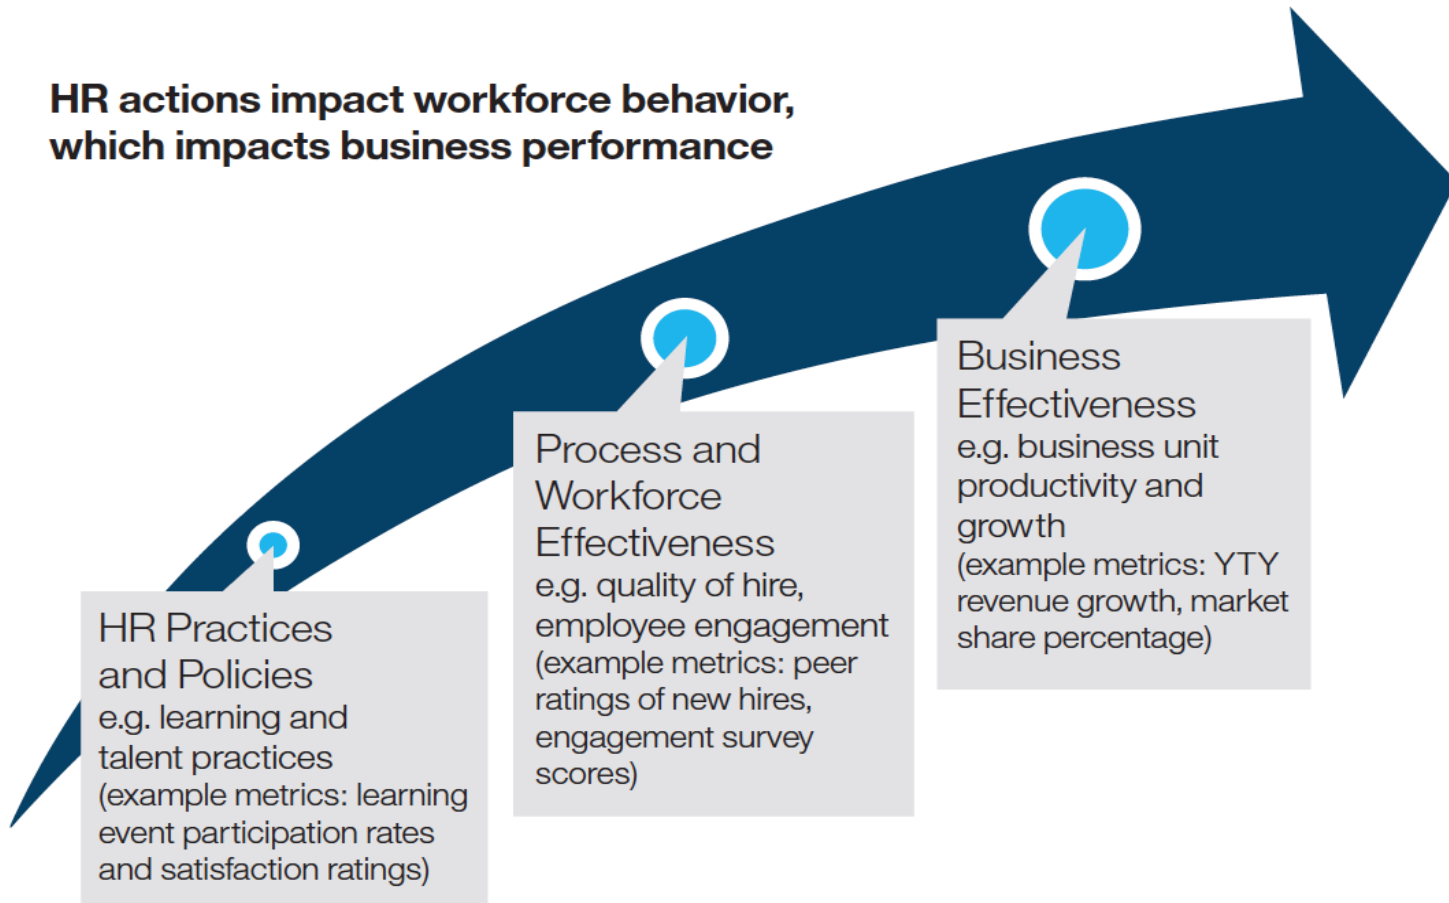 HR actions impact workforce behavior,
which impacts business performance
HR Practices
and Policies
e.g. learning and
talent practices
(example metrics: learning
event participation rates
and satisfaction ratings)
Process and
Workforce
Effectiveness
e.g. quality of hire,
employee engagement
(example metrics: peer
ratings of new hires,
engagement survey
scores)
Business
Effectiveness
e.g. business unit
productivity and
growth
(example metrics: YTY
revenue growth, market
share percentage)